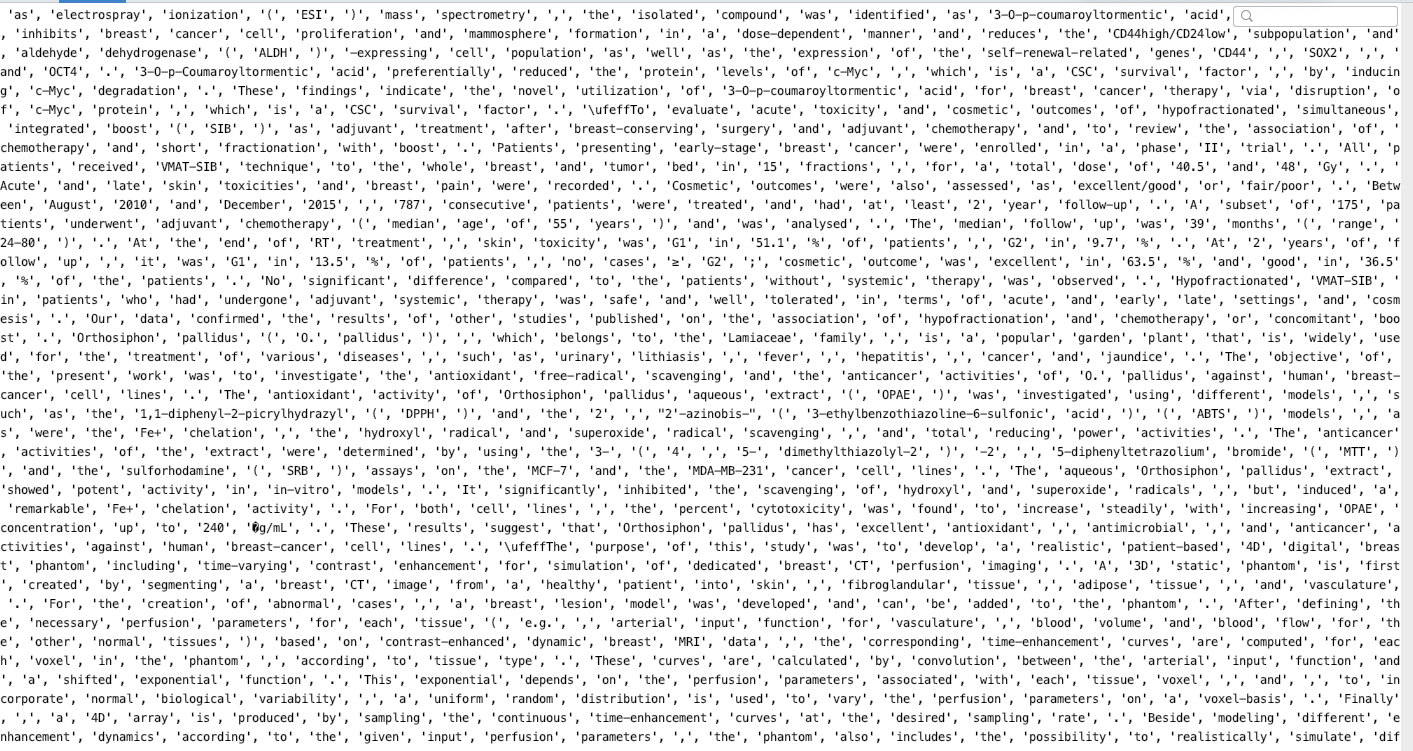 'as', 'electrospray', 'ionization', '(', 'ESI', ')', 'mass', 'spectrometry', ',', 'the', 'isolated', 'compound', 'was', 'identified', 'as', '3-O-p-coumaroyltormentic', 'acid',
, 'inhibits', 'breast', 'cancer', 'cell', 'proliferation', 'and', 'mammosphere', 'formation', 'in', 'a', 'dose-dependent', 'manner', 'and', 'reduces', 'the', 'CD44high/CD24low', 'subpopulation', 'and'
, 'aldehyde', 'dehydrogenase', '(', 'ALDH', ')', '-expressing', 'cell', 'population', 'as', 'well', 'as', 'the', 'expression', 'of', 'the', 'self-renewal-related', 'genes', 'CD44', ',', 'SOX2', ',', '
and', 'OCT4', '.', '3-O-p-Coumaroyltormentic', 'acid', 'preferentially', 'reduced', 'the', 'protein', 'levels', 'of', 'c-Myc', ',', 'which', 'is', 'a', 'CSC', 'survival', 'factor', ',', 'by', 'inducin
g', 'c-Myc', 'degradation', '.', 'These', 'findings', 'indicate', 'the', 'novel', 'utilization', 'of', '3-O-p-coumaroyltormentic', 'acid', 'for', 'breast', 'cancer', 'therapy', 'via', 'disruption', 'o
f', 'c-Myc', 'protein', ',', 'which', 'is', 'a', 'CSC', 'survival', 'factor', '.', '\ufeffTo', 'evaluate', 'acute', 'toxicity', 'and', 'cosmetic', 'outcomes', 'of', 'hypofractionated', 'simultaneous',
'integrated', 'boost', '(', 'SIB', ')', 'as', 'adjuvant', 'treatment', 'after', 'breast-conserving', 'surgery', 'and', 'adjuvant', 'chemotherapy', 'and', 'to', 'review', 'the', 'association', 'of', '
chemotherapy', 'and', 'short', 'fractionation', 'with', 'boost', '.', 'Patients', 'presenting', 'early-stage', 'breast', 'cancer', 'were', 'enrolled', 'in', 'a', 'phase', 'II', 'trial', '.', 'All', 'p
atients', 'received', 'VMAT-SIB', 'technique', 'to', 'the', 'whole', 'breast', 'and', 'tumor', 'bed', 'in', '15', 'fractions', ',', 'for', 'a', 'total', 'dose', 'of', '40.5', 'and', '48', 'Gy', '.', '
Acute', 'and', 'late', 'skin', 'toxicities', 'and', 'breast', 'pain', 'were', 'recorded', '.', 'Cosmetic', 'outcomes', 'were', 'also', 'assessed', 'as', 'excellent/good', 'or', 'fair/poor', '.', 'Betw
een', 'August', '2010', 'and', 'December', '2015', ',', '787', 'consecutive', 'patients', 'were', 'treated', 'and', 'had', 'at', 'least', '2', 'year', 'follow-up', '.', 'A', 'subset', 'of', '175', 'pa
tients', 'underwent', 'adjuvant', 'chemotherapy', '(', 'median', 'age', 'of', '55', 'years', ')', 'and', 'was', 'analysed', '.', 'The', 'median', 'follow', 'up', 'was', '39', 'months', '(', 'range', '
24-80', ')', '.', 'At', 'the', 'end', 'of', 'RT', 'treatment', ',', 'skin', 'toxicity', 'was', 'G1', 'in', '51.1', '%', 'of', 'patients', ',', 'G2', 'in', '9.7', '%', '.', 'At', '2', 'years', 'of', 'f
ollow', 'up', ',', 'it', 'was', 'G1', 'in', '13.5', '%', 'of', 'patients', ',', 'no', 'cases', '≥', 'G2', ';', 'cosmetic', 'outcome', 'was', 'excellent', 'in', '63.5', '%', 'and', 'good', 'in', '36.5'
, '%', 'of', 'the', 'patients', '.', 'No', 'significant', 'difference', 'compared', 'to', 'the', 'patients', 'without', 'systemic', 'therapy', 'was', 'observed', '.', 'Hypofractionated', 'VMAT-SIB', '
in', 'patients', 'who', 'had', 'undergone', 'adjuvant', 'systemic', 'therapy', 'was', 'safe', 'and', 'well', 'tolerated', 'in', 'terms', 'of', 'acute', 'and', 'early', 'late', 'settings', 'and', 'cosm
esis', '.', 'Our', 'data', 'confirmed', 'the', 'results', 'of', 'other', 'studies', 'published', 'on', 'the', 'association', 'of', 'hypofractionation', 'and', 'chemotherapy', 'or', 'concomitant', 'boo
st', '.', 'Orthosiphon', 'pallidus', '(', 'O.', 'pallidus', ')', ',', 'which', 'belongs', 'to', 'the', 'Lamiaceae', 'family', ',', 'is', 'a', 'popular', 'garden', 'plant', 'that', 'is', 'widely', 'use
d', 'for', 'the', 'treatment', 'of', 'various', 'diseases', ',', 'such', 'as', 'urinary', 'lithiasis', ',', 'fever', ',', 'hepatitis', ',', 'cancer', 'and', 'jaundice', '.', 'The', 'objective', 'of',
'the', 'present', 'work', 'was', 'to', 'investigate', 'the', 'antioxidant', 'free-radical', 'scavenging', 'and', 'the', 'anticancer', 'activities', 'of', 'O.', 'pallidus', 'against', 'human', 'breast-
cancer', 'cell', 'lines', '.', 'The', 'antioxidant', 'activity', 'of', 'Orthosiphon', 'pallidus', 'aqueous', 'extract', '(', 'OPAE', ')', 'was', 'investigated', 'using', 'different', 'models', ',', 's
uch', 'as', 'the', '1,1-diphenyl-2-picrylhydrazyl', '(', 'DPPH', ')', 'and', 'the', '2', ',', "2'-azinobis-", '(', '3-ethylbenzothiazoline-6-sulfonic', 'acid', ')', '(', 'ABTS', ')', 'models', ',', 'a
s', 'were', 'the', 'Fe+', 'chelation', ',', 'the', 'hydroxyl', 'radical', 'and', 'superoxide', 'radical', 'scavenging', ',', 'and', 'total', 'reducing', 'power', 'activities', '.', 'The', 'anticancer'
, 'activities', 'of', 'the', 'extract', 'were', 'determined', 'by', 'using', 'the', '3-', '(', '4', ',', '5-', 'dimethylthiazolyl-2', ')', '-2', ',', '5-diphenyltetrazolium', 'bromide', '(', 'MTT', ')
', 'and', 'the', 'sulforhodamine', '(', 'SRB', ')', 'assays', 'on', 'the', 'MCF-7', 'and', 'the', 'MDA-MB-231', 'cancer', 'cell', 'lines', '.', 'The', 'aqueous', 'Orthosiphon', 'pallidus', 'extract',
'showed', 'potent', 'activity', 'in', 'in-vitro', 'models', '.', 'It', 'significantly', 'inhibited', 'the', 'scavenging', 'of', 'hydroxyl', 'and', 'superoxide', 'radicals', ',', 'but', 'induced', 'a',
'remarkable', 'Fe+', 'chelation', 'activity', '.', 'For', 'both', 'cell', 'lines', ',', 'the', 'percent', 'cytotoxicity', 'was', 'found', 'to', 'increase', 'steadily', 'with', 'increasing', 'OPAE', '
concentration', 'up', 'to', '240', '�g/mL', '.', 'These', 'results', 'suggest', 'that', 'Orthosiphon', 'pallidus', 'has', 'excellent', 'antioxidant', ',', 'antimicrobial', ',', 'and', 'anticancer', 'a
ctivities', 'against', 'human', 'breast-cancer', 'cell', 'lines', '.', '\ufeffThe', 'purpose', 'of', 'this', 'study', 'was', 'to', 'develop', 'a', 'realistic', 'patient-based', '4D', 'digital', 'breas
t', 'phantom', 'including', 'time-varying', 'contrast', 'enhancement', 'for', 'simulation', 'of', 'dedicated', 'breast', 'CT', 'perfusion', 'imaging', '.', 'A', '3D', 'static', 'phantom', 'is', 'first
', 'created', 'by', 'segmenting', 'a', 'breast', 'CT', 'image', 'from', 'a', 'healthy', 'patient', 'into', 'skin', ',', 'fibroglandular', 'tissue', ',', 'adipose', 'tissue', ',', 'and', 'vasculature',
'.', 'For', 'the', 'creation', 'of', 'abnormal', 'cases', ',', 'a', 'breast', 'lesion', 'model', 'was', 'developed', 'and', 'can', 'be', 'added', 'to', 'the', 'phantom', '.', 'After', 'defining', 'th
e', 'necessary', 'perfusion', 'parameters', 'for', 'each', 'tissue', '(', 'e.g.', ',', 'arterial', 'input', 'function', 'for', 'vasculature', ',', 'blood', 'volume', 'and', 'blood', 'flow', 'for', 'th
e', 'other', 'normal', 'tissues', ')', 'based', 'on', 'contrast-enhanced', 'dynamic', 'breast', 'MRI', 'data', ',', 'the', 'corresponding', 'time-enhancement', 'curves', 'are', 'computed', 'for', 'eac
h', 'voxel', 'in', 'the', 'phantom', ',', 'according', 'to', 'tissue', 'type', '.', 'These', 'curves', 'are', 'calculated', 'by', 'convolution', 'between', 'the', 'arterial', 'input', 'function', 'and
', 'a', 'shifted', 'exponential', 'function', '.', 'This', 'exponential', 'depends', 'on', 'the', 'perfusion', 'parameters', 'associated', 'with', 'each', 'tissue', 'voxel', ',', 'and', ',', 'to', 'in
corporate', 'normal', 'biological', 'variability', ',', 'a', 'uniform', 'random', 'distribution', 'is', 'used', 'to', 'vary', 'the', 'perfusion', 'parameters', 'on', 'a', 'voxel-basis', '.', 'Finally'
, ',', 'a', '4D', 'array', 'is', 'produced', 'by', 'sampling', 'the', 'continuous', 'time-enhancement', 'curves', 'at', 'the', 'desired', 'sampling', 'rate', '.', 'Beside', 'modeling', 'different', 'e
nhancement', 'dynamics', 'according', 'to', 'the', 'given', 'input', 'perfusion', 'parameters', ',', 'the', 'phantom', 'also', 'includes', 'the', 'possibility', 'to', 'realistically', 'simulate', 'dif